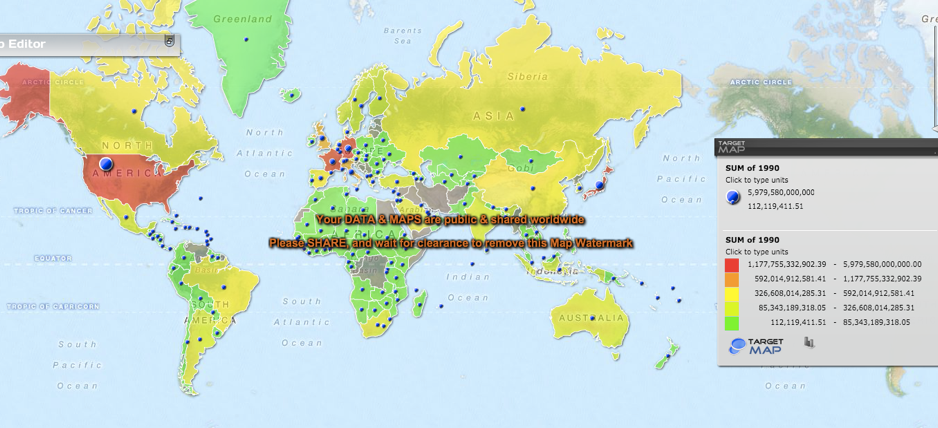 Greenland
Gre
Barents
Sea
p Editor
ARCTIC CIRCLE
ARCTIC CIRCLE
Siberia
ASIA
North
Atlantic
Ocean
NORTH
AMERICA
Gobi
North
Pacific
Ocean
TARGET
MAP
SUM of 1990
Click to type units
5,979,580,000,000
112,119,411.51
TROPIC OF CANCER
Your DATA & MAPS are public & shared worldwide
AFRICA
Please SHARE, and wait for clearance to remove this Map Watermark
SUM of 1990
Click to type units
1,177,755,332,902.39 - 5,979,580,000,000.00
592,014,912,581.41 - 1,177,755,332,902.39
326,608,014,285.31 - 592,014,912,581.41
85,343,189,318.05 - 326,608,014,285.31
112,119,411.51 - 85,343,189,318.05
EQUATOR
Indonesia
Indian
Ocean
SOUTH
AMERICA
TROPIC OF CAPRICORN
South
Atlantic
Ocean
AUSTRALIA
South
Pacific
Ocean
TARGET
MAP
Ocean